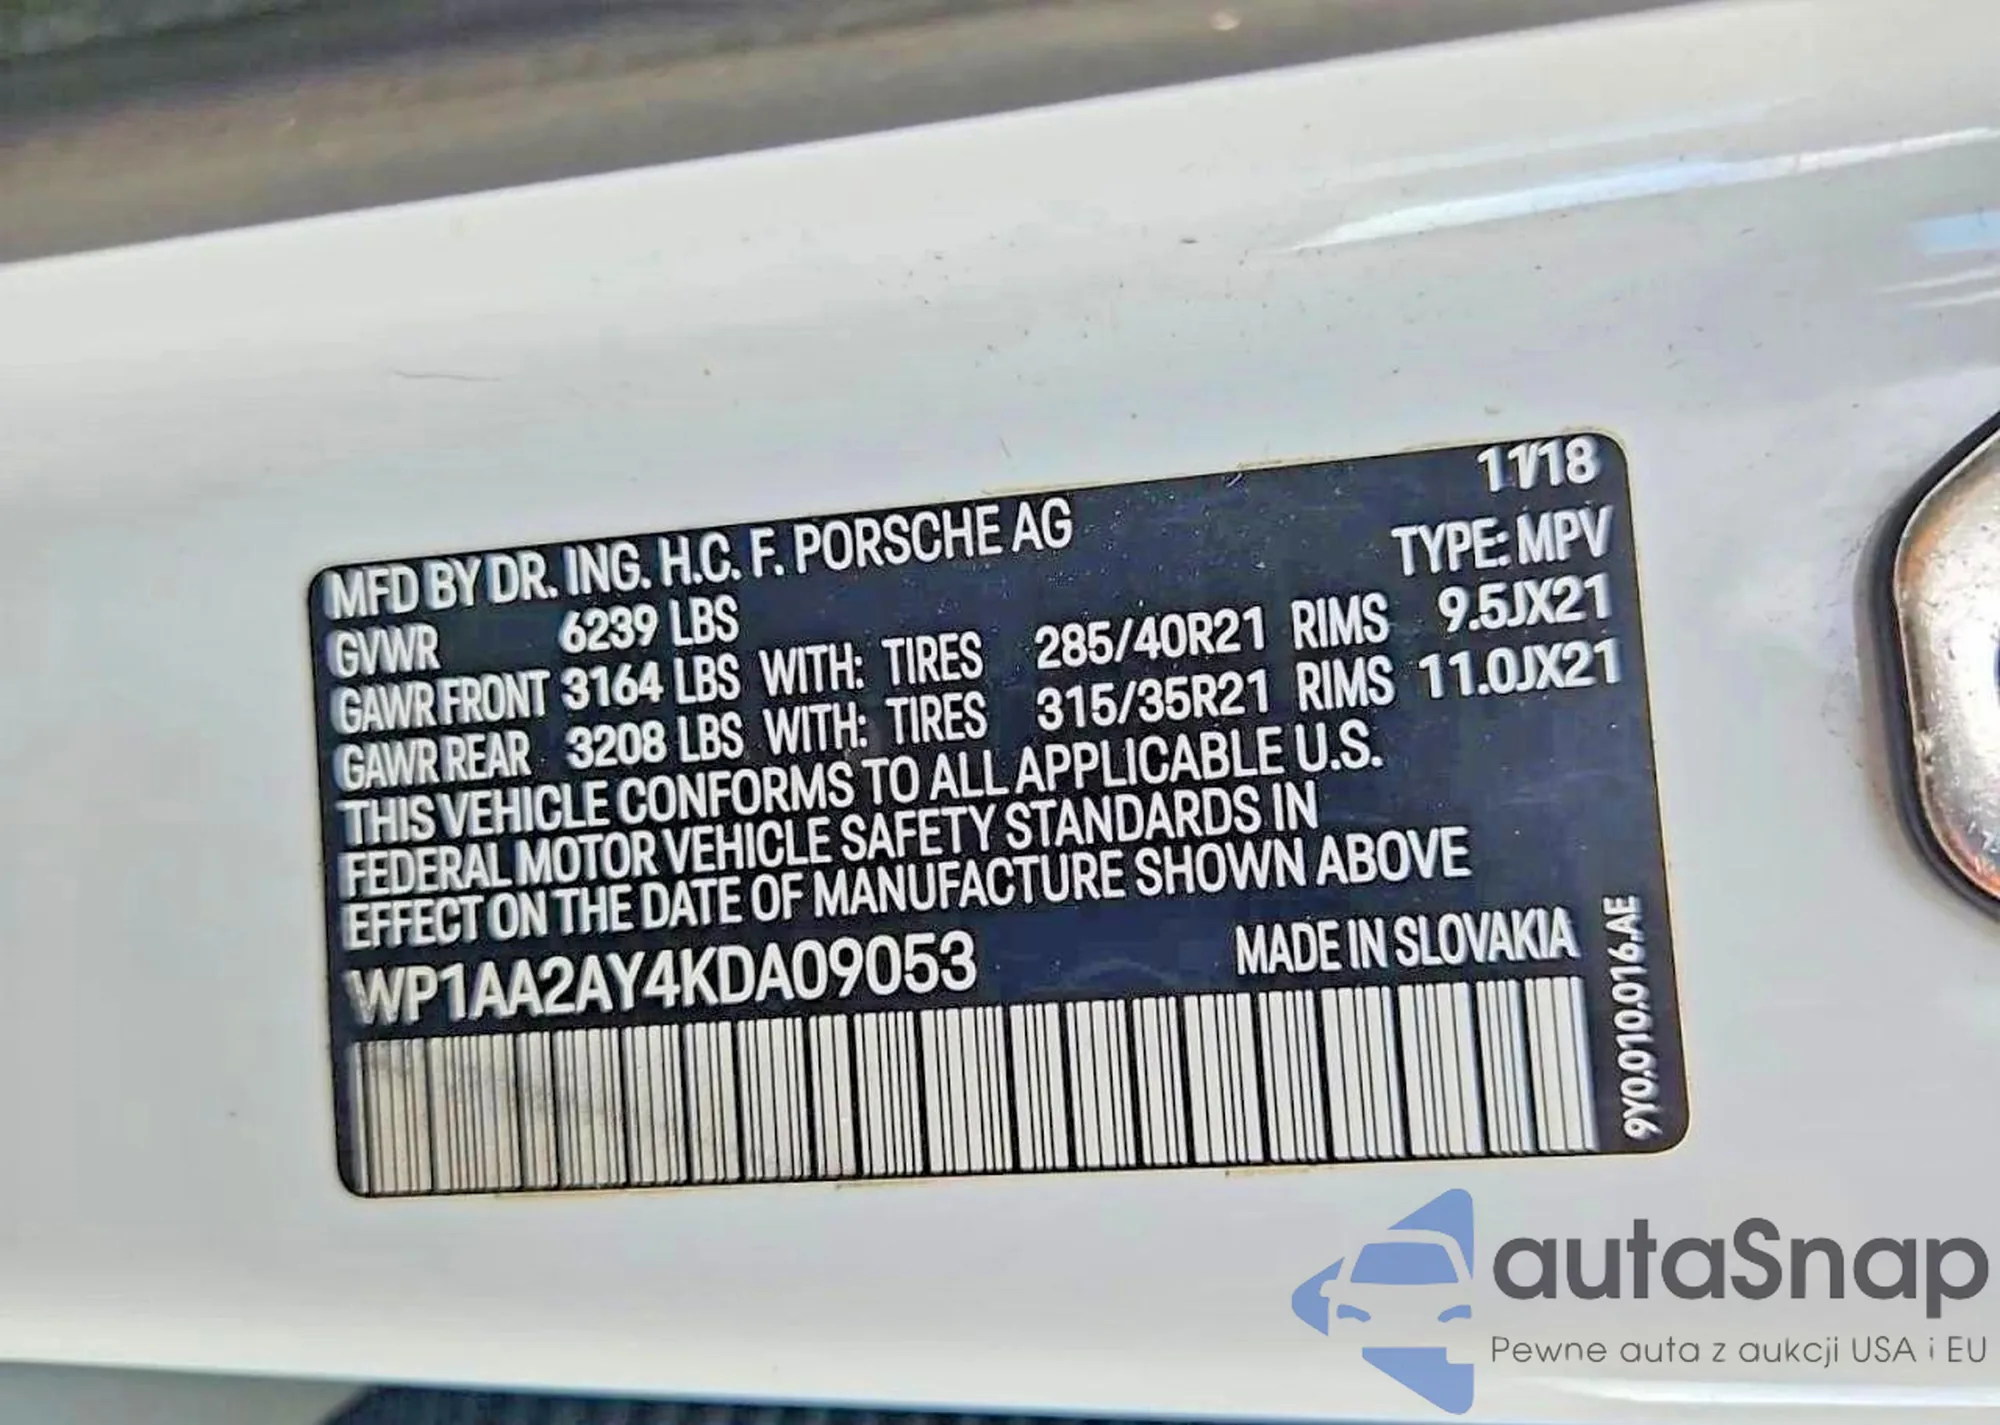 11/18
MFD BY DR. ING. H.C. F. PORSCHE AG
TYPE: MPV
GVWR 6239 LBS
GAWR FRONT 3164 LBS WITH: TIRES 285/40R21 RIMS 9.5JX21
GAWR REAR 3208 LBS WITH: TIRES 315/35R21 RIMS 11.0JX21
THIS VEHICLE CONFORMS TO ALL APPLICABLE U.S.
FEDERAL MOTOR VEHICLE SAFETY STANDARDS IN
EFFECT ON THE DATE OF MANUFACTURE SHOWN ABOVE
WP1AA2AY4KDA09053
MADE IN SLOVAKIA
9Y0.010.016.AE
autaSnap
Pewne auta z aukcji USA i EU